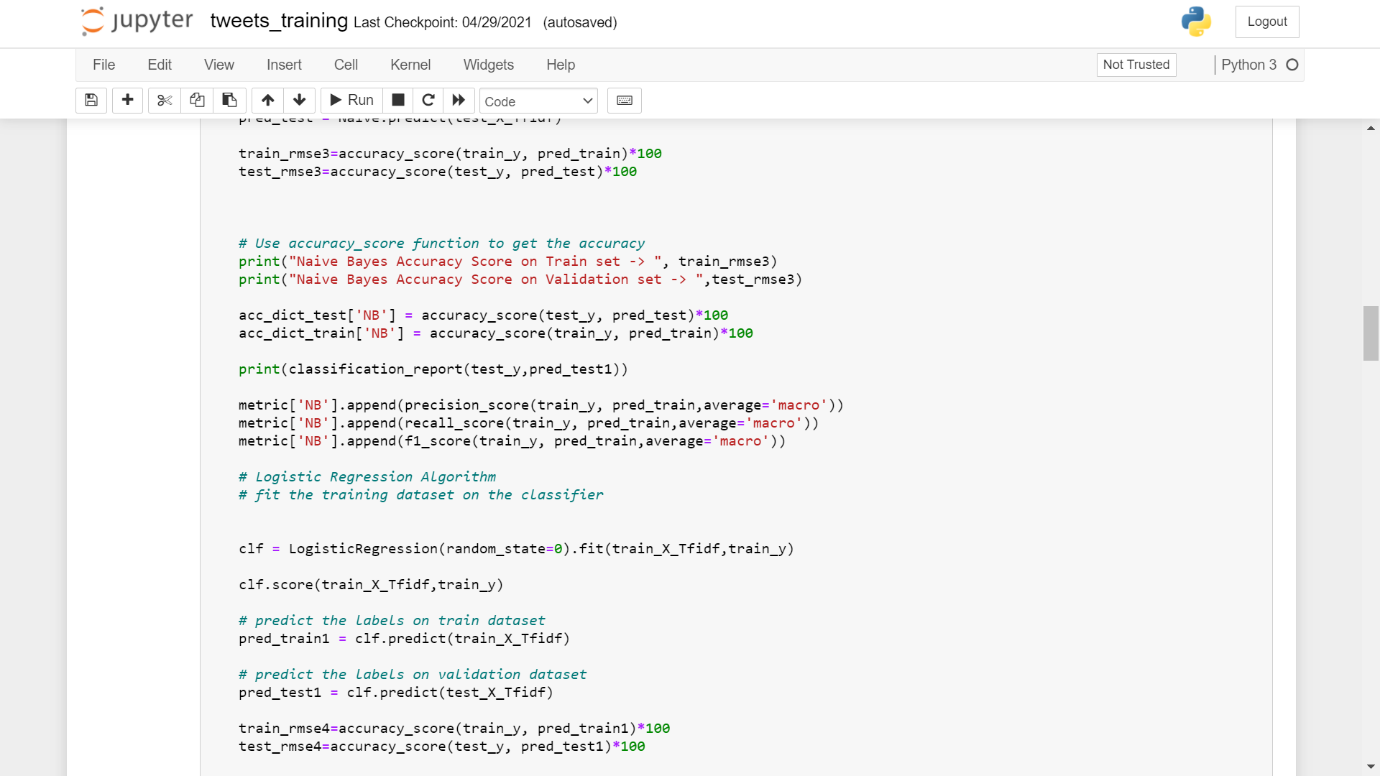 jupyter tweets_training Last Checkpoint: 04/29/2021 (autosaved)
Logout
File Edit View Insert Cell Kernel Widgets Help
Not Trusted
Python 3
Run
Code
pred_test = Naive.predict(test_X_Tfidf)
train_rmse3=accuracy_score(train_y, pred_train)*100
test_rmse3=accuracy_score(test_y, pred_test)*100
# Use accuracy_score function to get the accuracy
print("Naive Bayes Accuracy Score on Train set -> ", train_rmse3)
print("Naive Bayes Accuracy Score on Validation set -> ",test_rmse3)
acc_dict_test['NB'] = accuracy_score(test_y, pred_test)*100
acc_dict_train['NB'] = accuracy_score(train_y, pred_train)*100
print(classification_report(test_y,pred_test1))
metric['NB'].append(precision_score(train_y, pred_train,average='macro'))
metric['NB'].append(recall_score(train_y, pred_train,average='macro'))
metric['NB'].append(f1_score(train_y, pred_train,average='macro'))
# Logistic Regression Algorithm
# fit the training dataset on the classifier
clf = LogisticRegression(random_state=0).fit(train_X_Tfidf,train_y)
clf.score(train_X_Tfidf,train_y)
# predict the labels on train dataset
pred_train1 = clf.predict(train_X_Tfidf)
# predict the labels on validation dataset
pred_test1 = clf.predict(test_X_Tfidf)
train_rmse4=accuracy_score(train_y, pred_train1)*100
test_rmse4=accuracy_score(test_y, pred_test1)*100